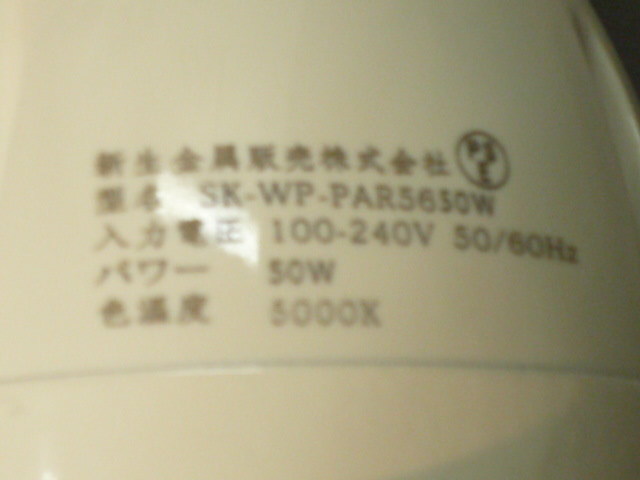 新生金属販売株式会社
型名 SK-WP-PAR5650W
入力電圧 100-240V 50/60Hz
パワー 50W
色温度 5000K